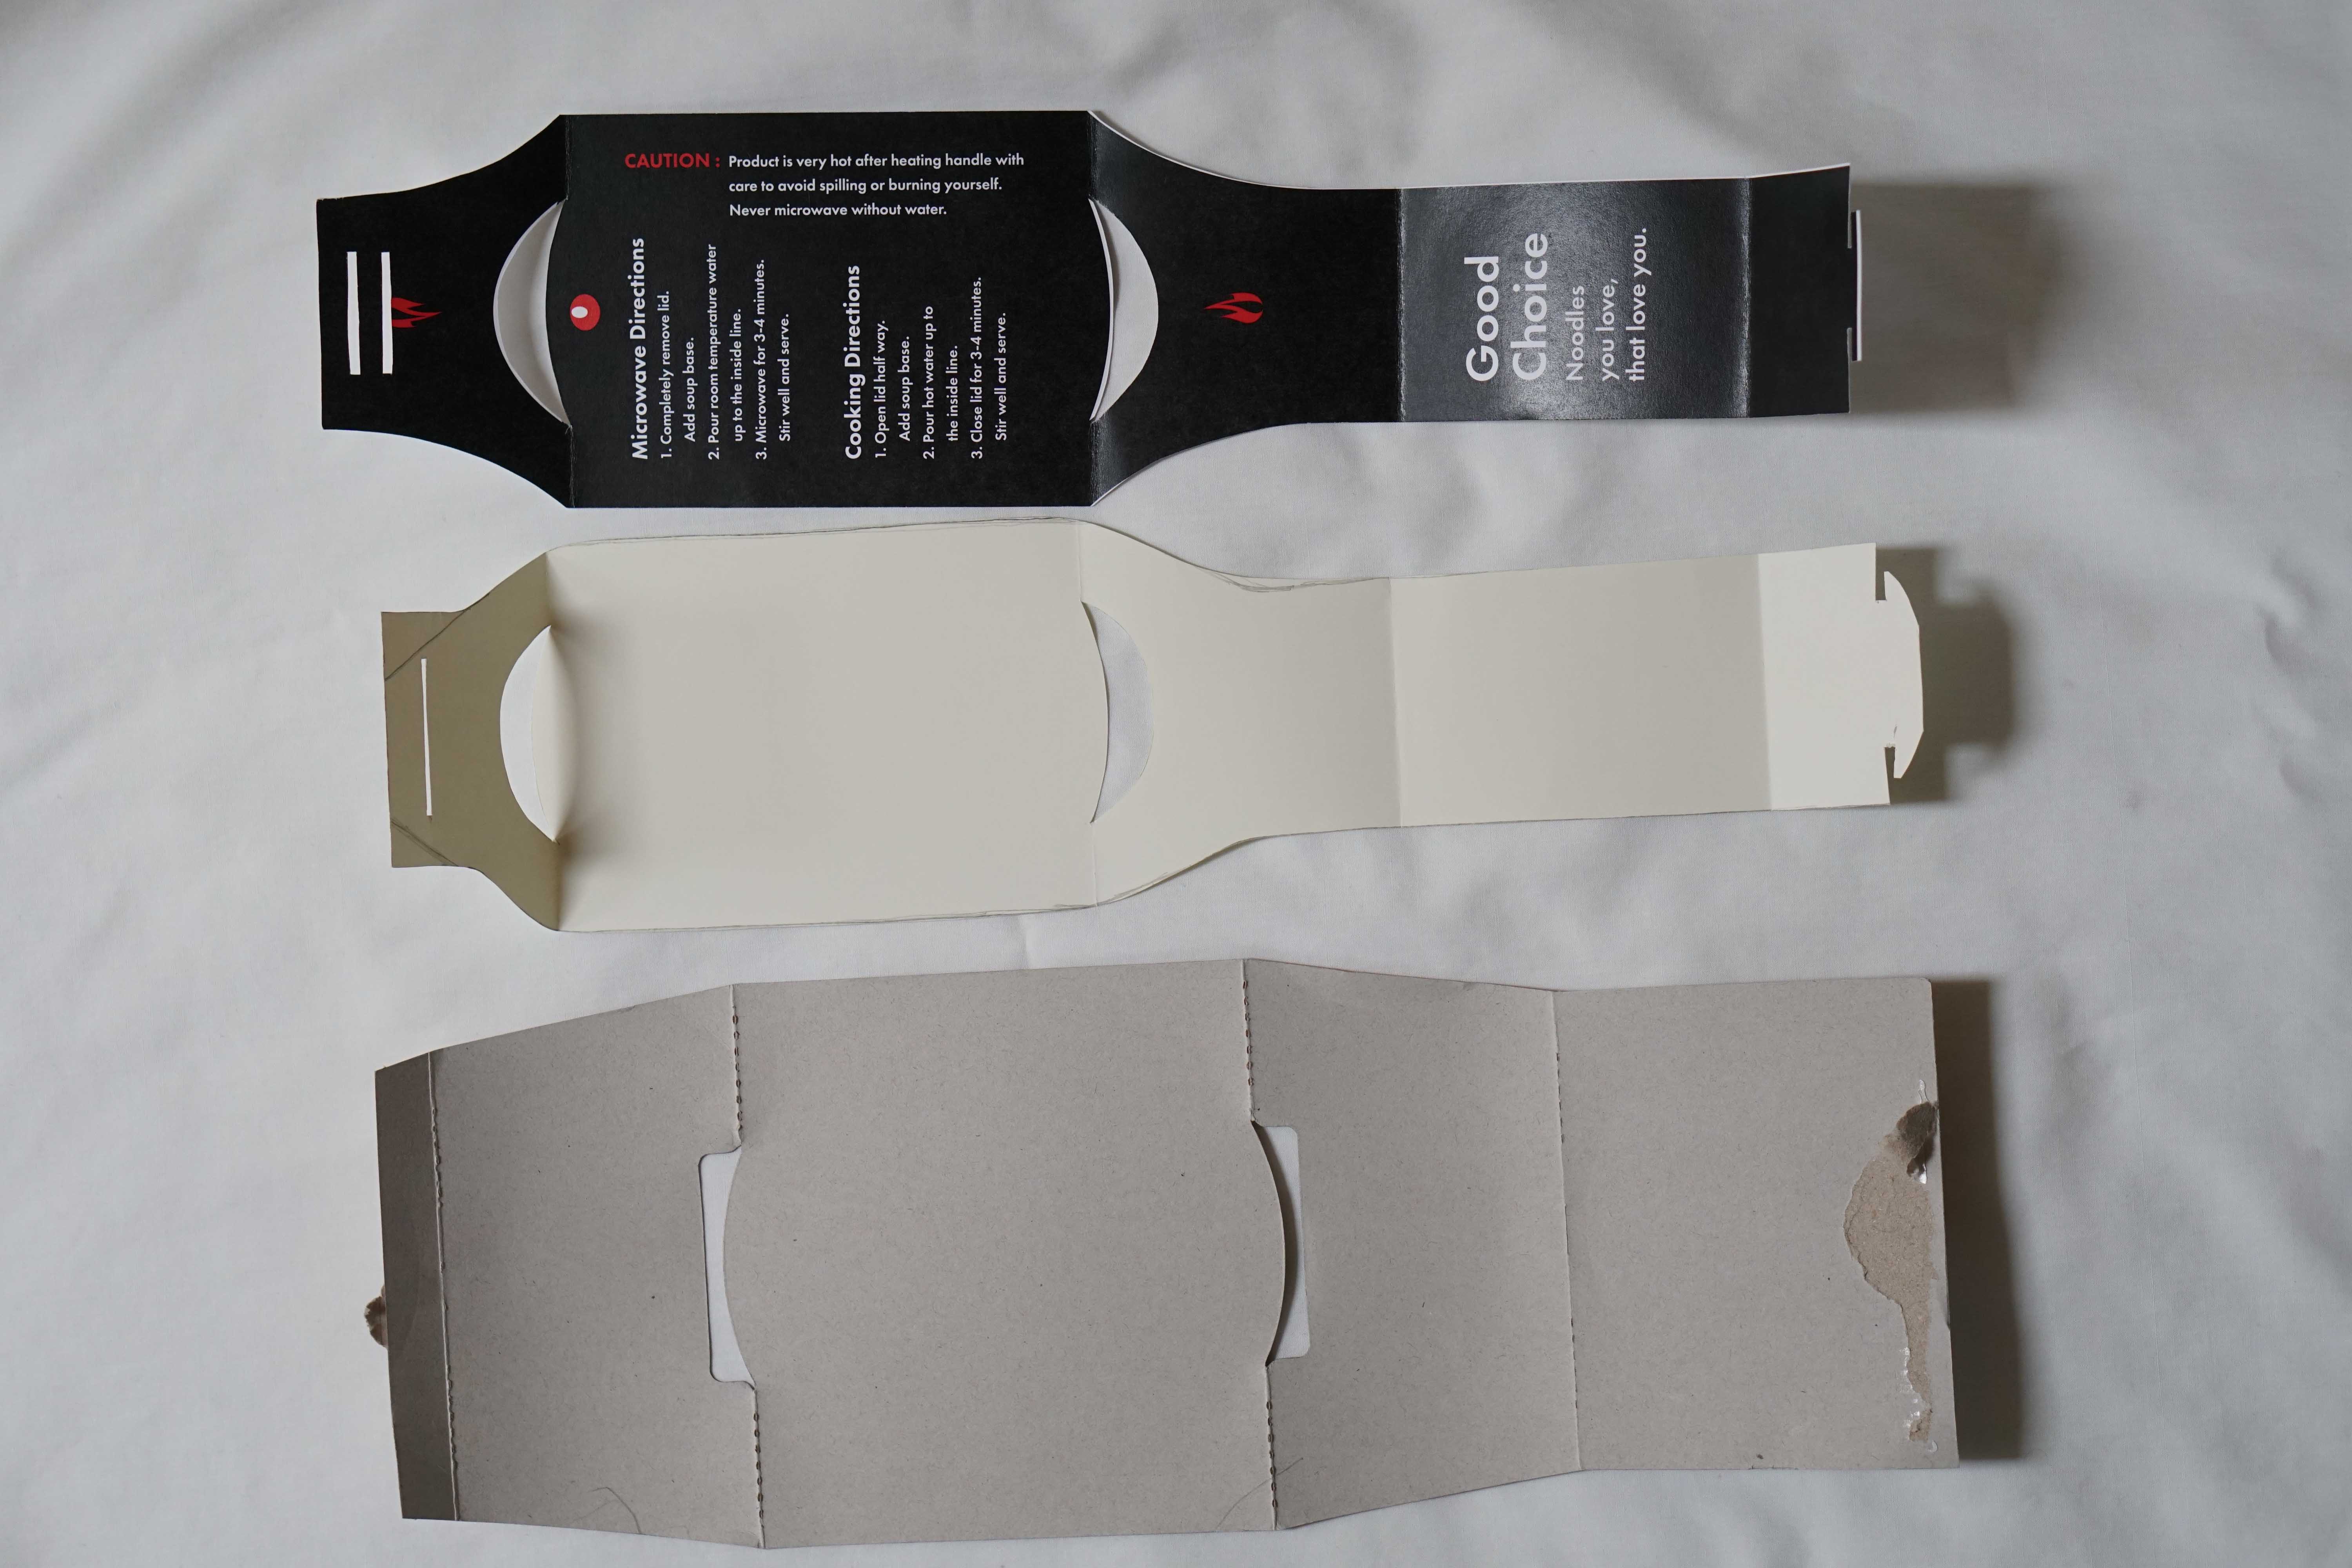 CAUTION : Product is very hot after heating handle with
care to avoid spilling or burning yourself.
Never microwave without water.
Microwave Directions
1. Completely remove lid.
Add soup base.
2. Pour room temperature water
up to the inside line.
3. Microwave for 3-4 minutes.
Stir well and serve.
Cooking Directions
1. Open lid half way.
Add soup base.
2. Pour hot water up to
the inside line.
3. Close lid for 3-4 minutes.
Stir well and serve.
Good
Choice
Noodles
you love,
that love you.